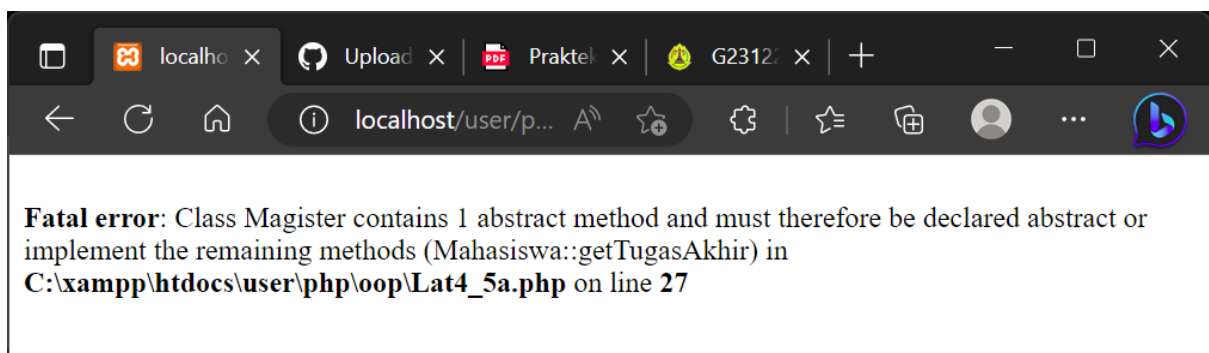 localho
Upload
PDF
Praktek
G23122
localhost/user/p...
Fatal error: Class Magister contains 1 abstract method and must therefore be declared abstract or
implement the remaining methods (Mahasiswa::getTugasAkhir) in
C:\xampp\htdocs\user\php\oop\Lat4_5a.php on line 27